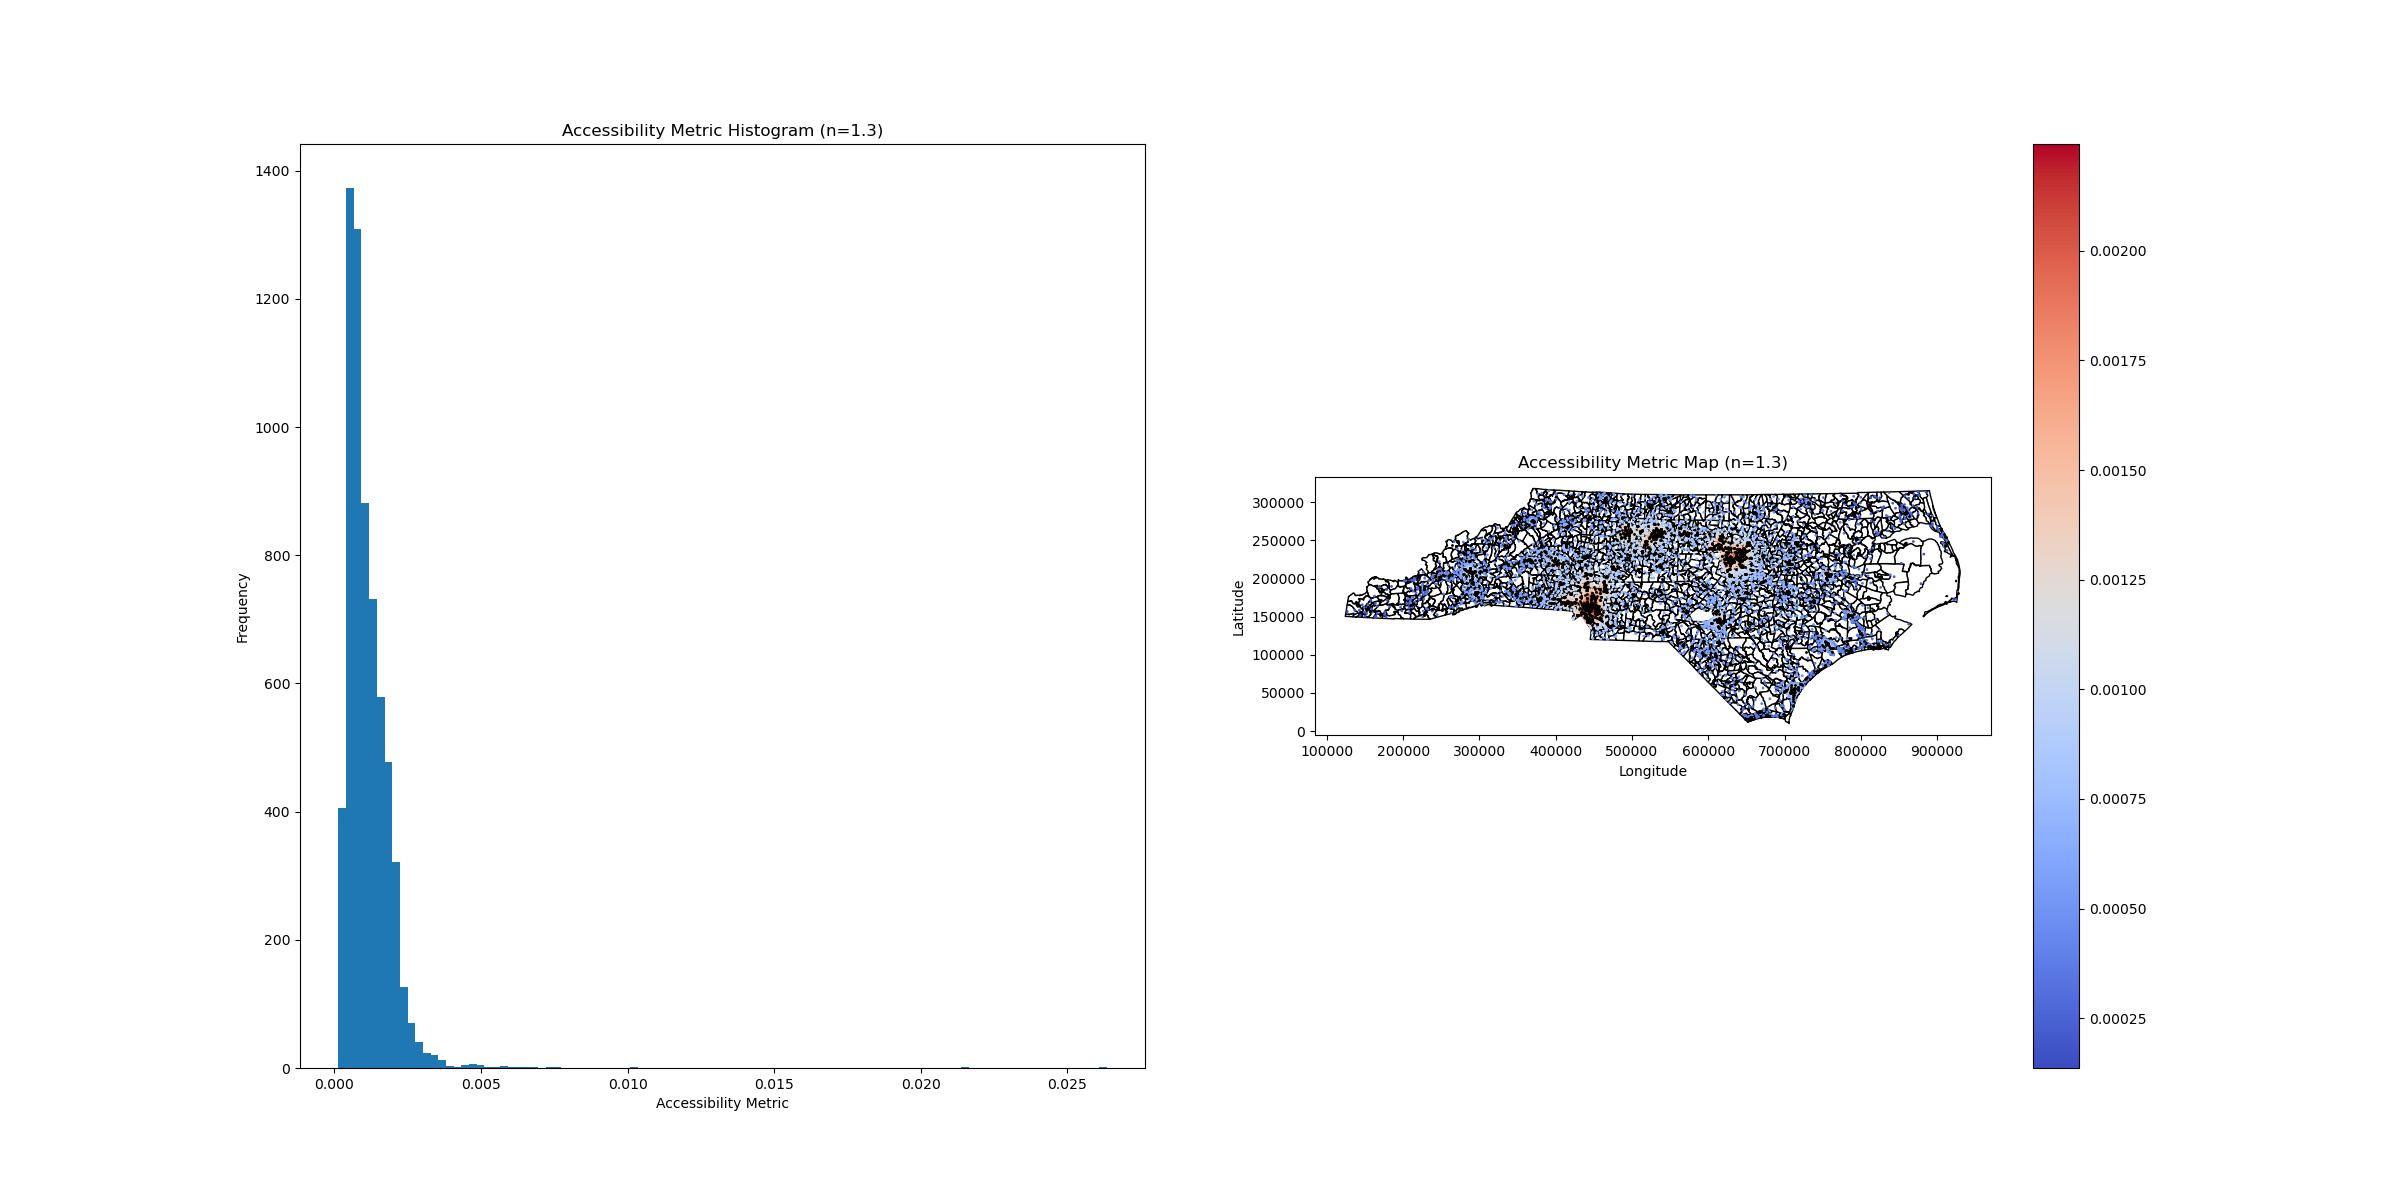 Accessibility Metric Histogram (n=1.3)
1400
1200
1000
800
600
400
200
0
Frequency
0.000 0.005 0.010 0.015 0.020 0.025
Accessibility Metric
Accessibility Metric Map (n=1.3)
300000
250000
200000
150000
100000
50000
0
Latitude
100000 200000 300000 400000 500000 600000 700000 800000 900000
Longitude
0.00200
0.00175
0.00150
0.00125
0.00100
0.00075
0.00050
0.00025